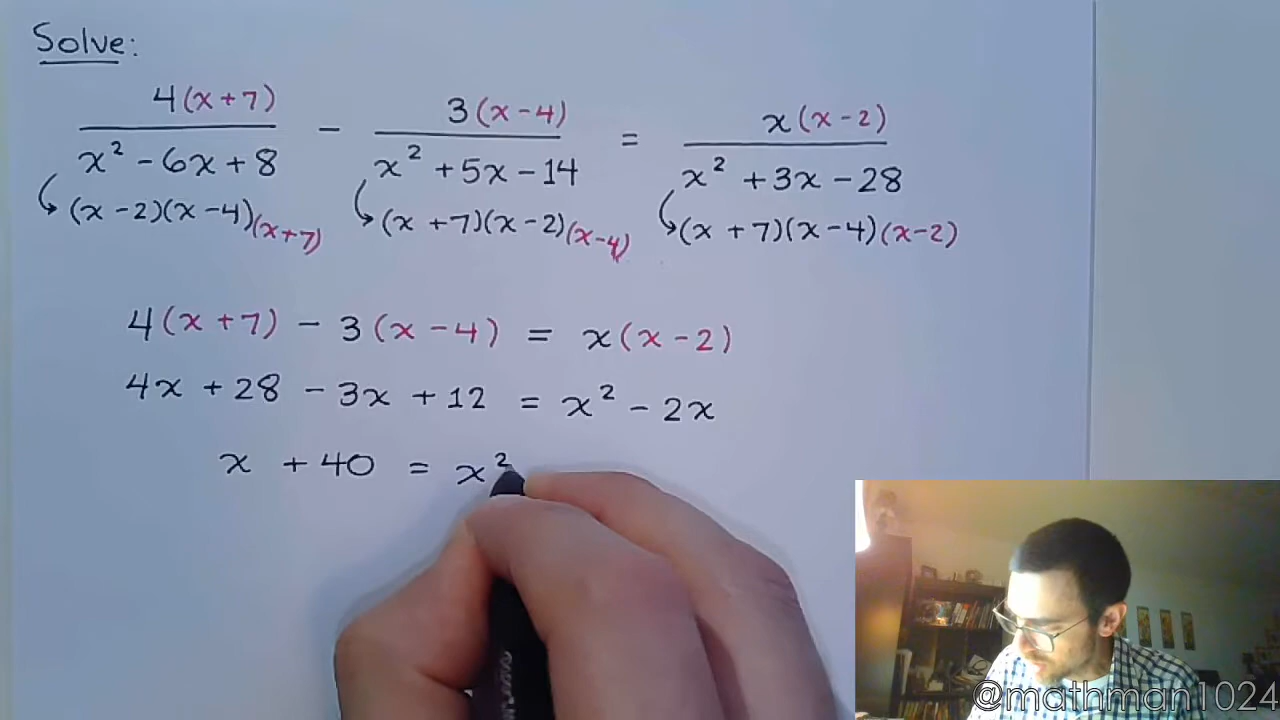 Solve:
4(x+7) / x² - 6x + 8 - 3(x-4) / x² + 5x - 14 = x(x-2) / x² + 3x - 28
(x-2)(x-4)(x+7) (x+7)(x-2)(x-4) (x+7)(x-4)(x-2)
4(x+7) - 3(x-4) = x(x-2)
4x + 28 - 3x + 12 = x² - 2x
x + 40 = x²
@mathman1024